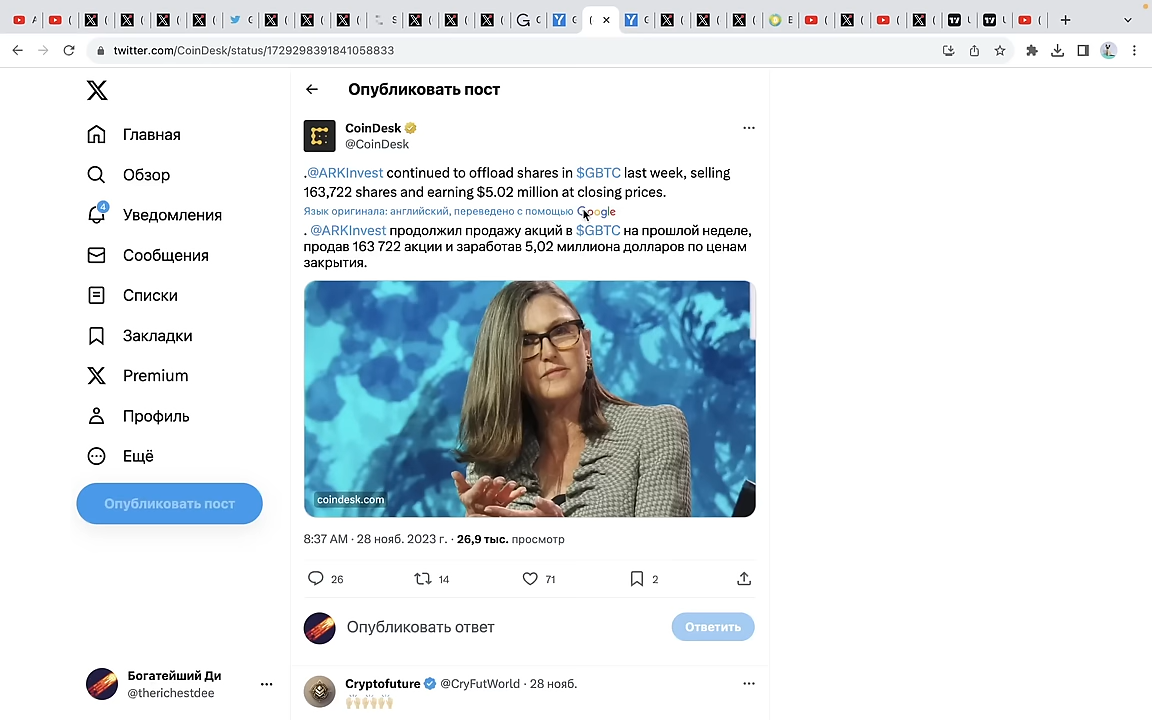 twitter.com/CoinDesk/status/1729298391841058833
Опубликовать пост
Главная
Обзор
4
Уведомления
Сообщения
Списки
Закладки
Premium
Профиль
Ещё
Опубликовать пост
Богатейший Ди
@therichestdee
CoinDesk
@CoinDesk
.@ARKInvest continued to offload shares in $GBTC last week, selling
163,722 shares and earning $5.02 million at closing prices.
Язык оригинала: английский, переведено с помощью Google
. @ARKInvest продолжил продажу акций в $GBTC на прошлой неделе,
продав 163 722 акции и заработав 5,02 миллиона долларов по ценам
закрытия.
coindesk.com
8:37 AM · 28 нояб. 2023 г. · 26,9 тыс. просмотр
26 14 71 2
Опубликовать ответ
Ответить
Cryptofuture @CryFutWorld · 28 нояб.